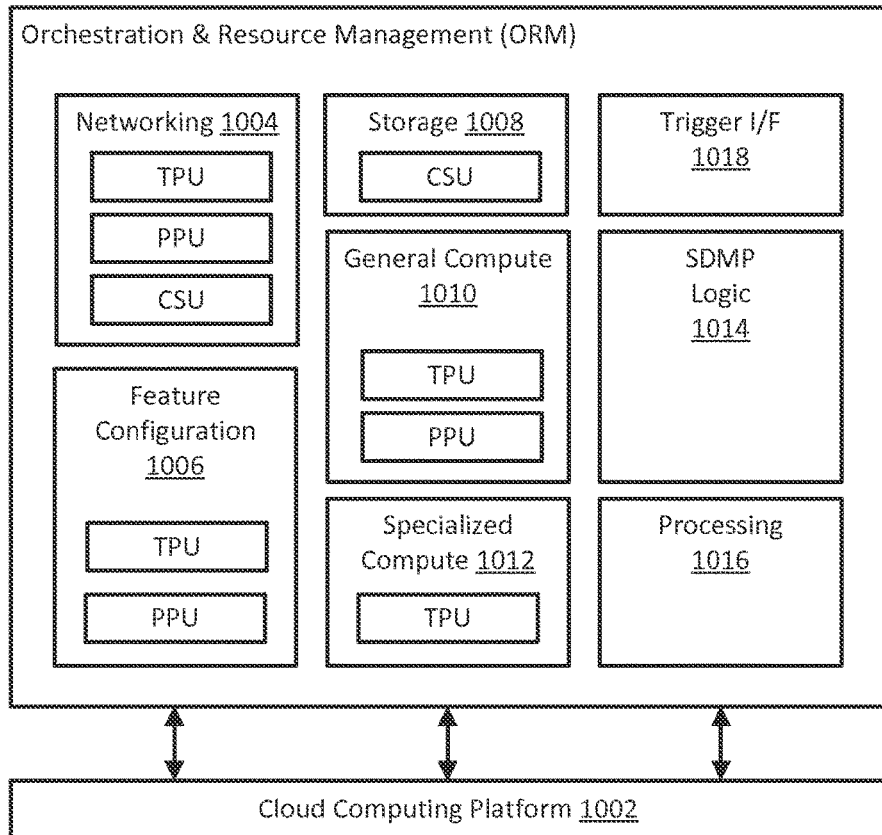 Orchestration & Resource Management (ORM)
Networking 1004
TPU
PPU
CSU
Feature
Configuration
1006
TPU
PPU
Storage 1008
CSU
General Compute
1010
TPU
PPU
Specialized
Compute 1012
TPU
Trigger I/F
1018
SDMP
Logic
1014
Processing
1016
Cloud Computing Platform 1002